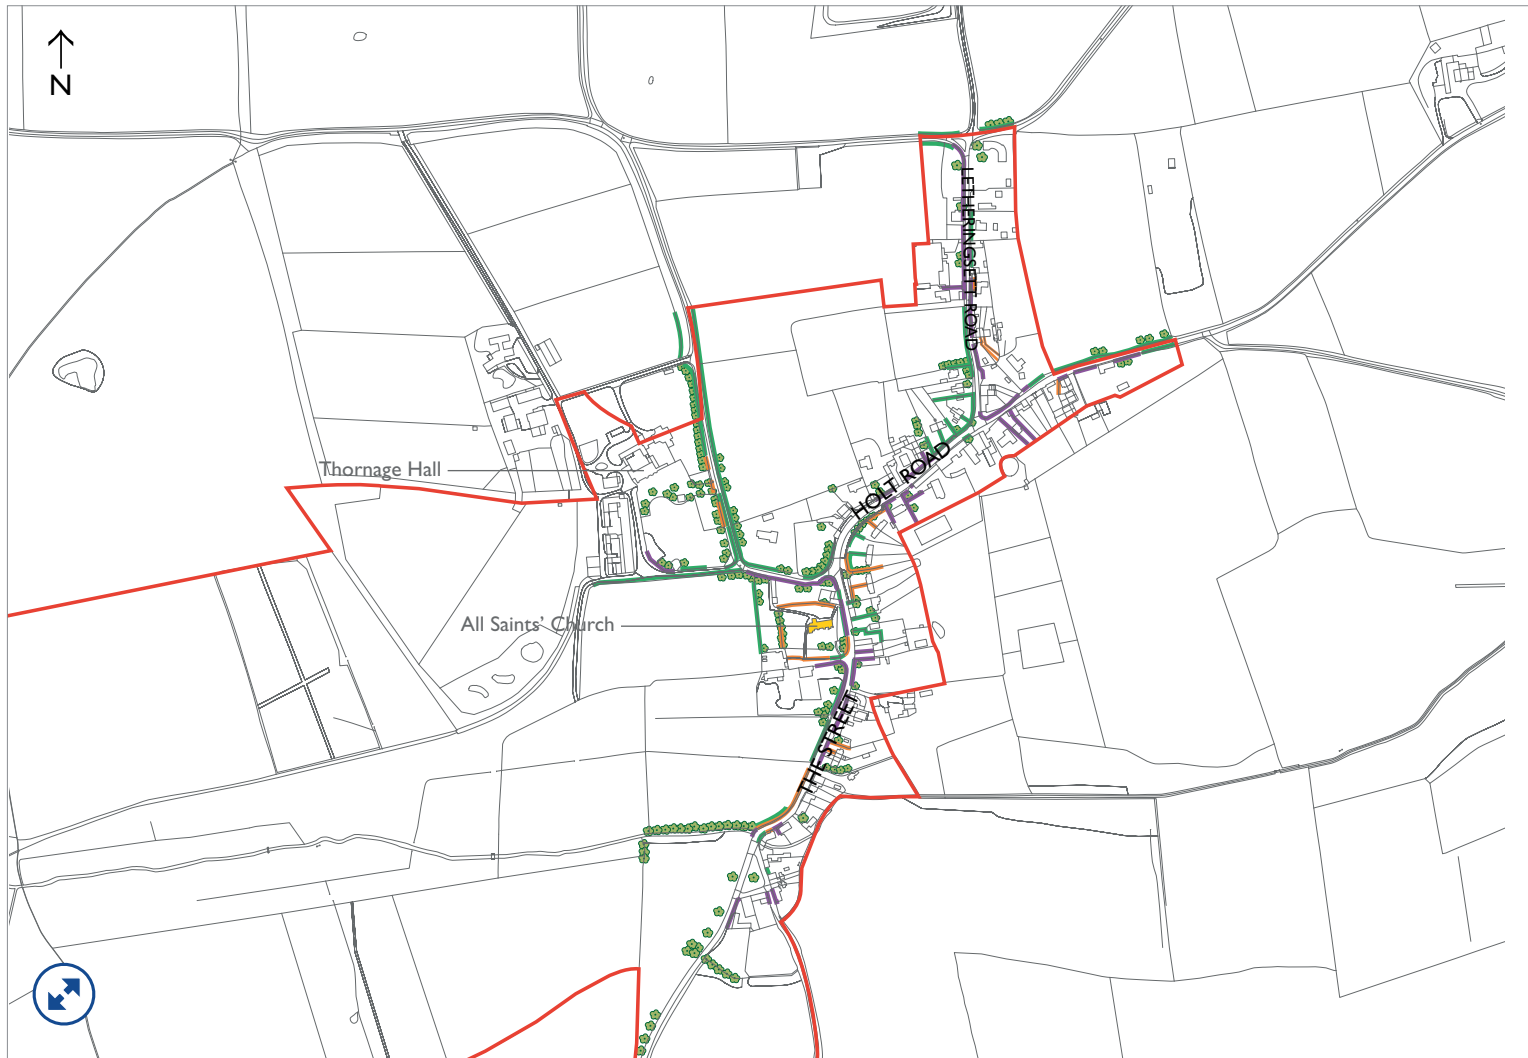 N
LETHERINGSETT ROAD
HOLT ROAD
Thornage Hall
All Saints’ Church
THE STREET